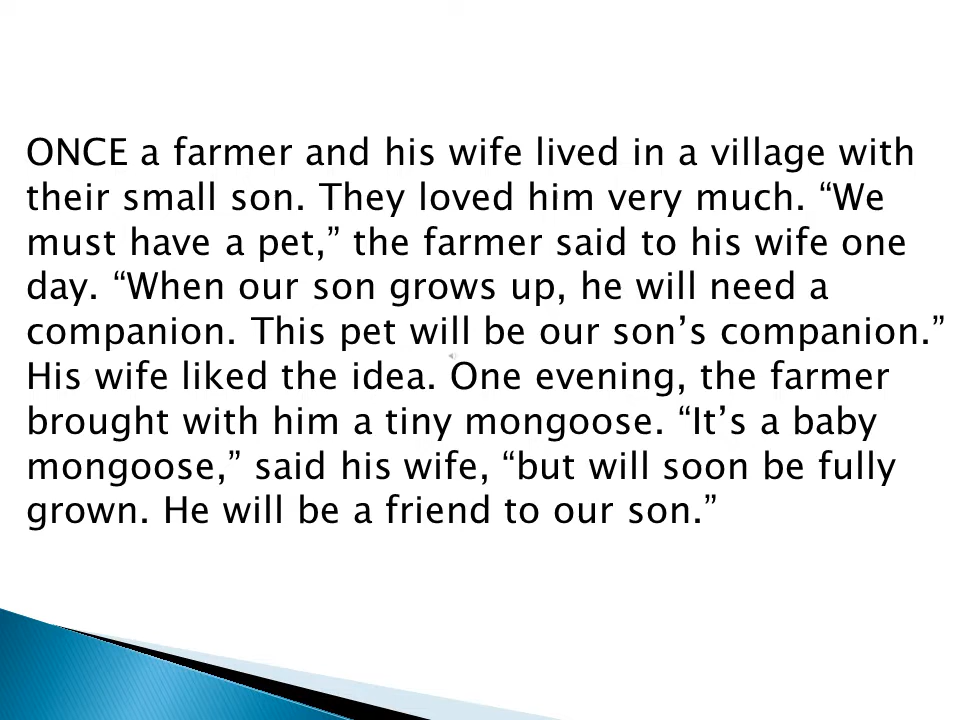 ONCE a farmer and his wife lived in a village with
their small son. They loved him very much. “We
must have a pet,” the farmer said to his wife one
day. “When our son grows up, he will need a
companion. This pet will be our son’s companion.”
His wife liked the idea. One evening, the farmer
brought with him a tiny mongoose. “It’s a baby
mongoose,” said his wife, “but will soon be fully
grown. He will be a friend to our son.”